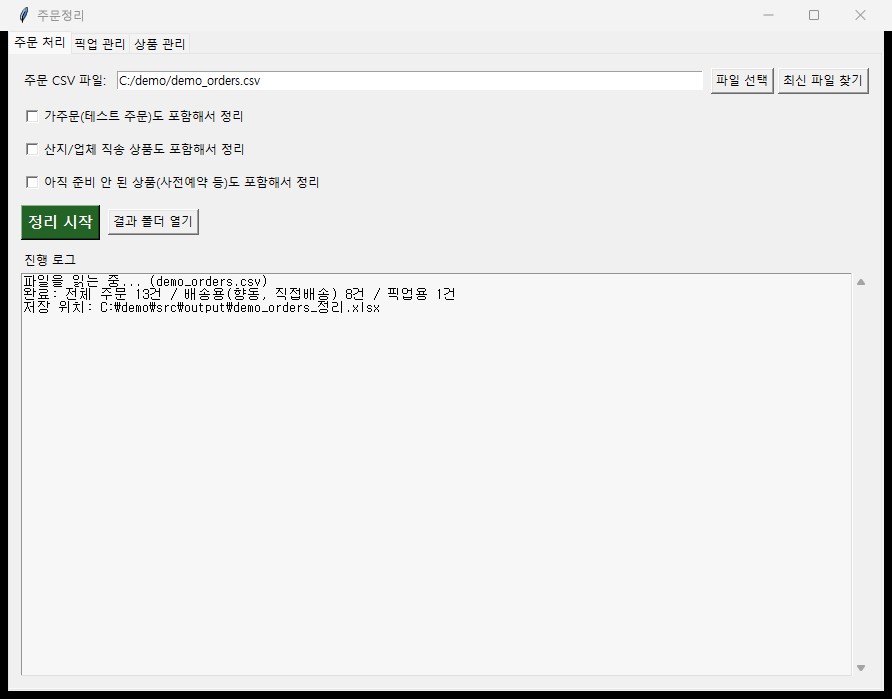 주문정리
주문 처리 픽업 관리 상품 관리
주문 CSV 파일: C:/demo/demo_orders.csv 파일 선택 최신 파일 찾기
가주문(테스트 주문)도 포함해서 정리
산지/업체 직송 상품도 포함해서 정리
아직 준비 안 된 상품(사전예약 등)도 포함해서 정리
정리 시작 결과 폴더 열기
진행 로그
파일을 읽는 중... (demo_orders.csv)
완료: 전체 주문 13건 / 배송용(향동, 직접배송) 8건 / 픽업용 1건
저장 위치: C:₩demo₩src₩output₩demo_orders_정리.xlsx